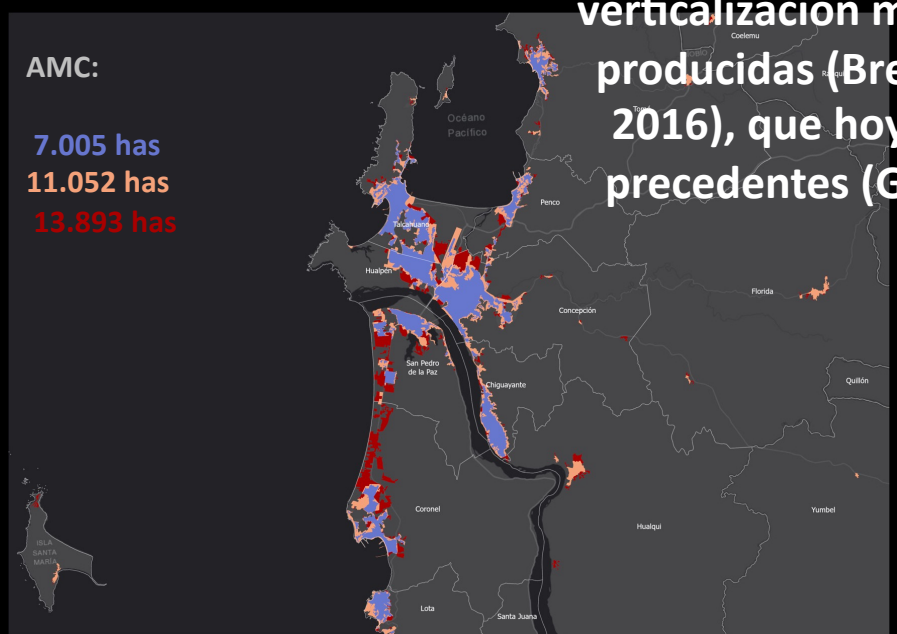 verticalización m
producidas (Bre
2016), que hoy
precedentes (G
AMC:
7.005 has
11.052 has
13.893 has
Coelemu
Océano
Pacífico
Tomé
Penco
Talcahuano
Hualpén
Florida
Concepción
San Pedro
de la Paz
Chiguayante
Quillón
Coronel
Yumbel
Hualqui
ISLA
SANTA
MARÍA
Lota
Santa Juana